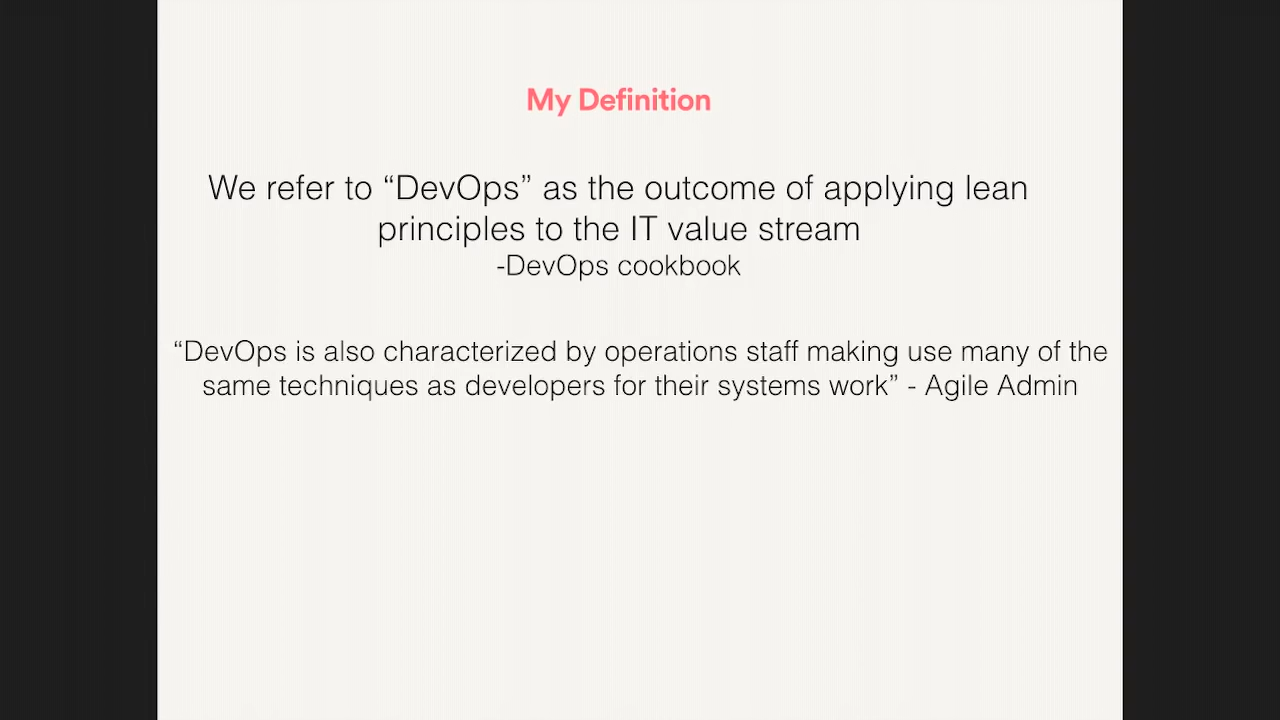 My Definition
We refer to “DevOps” as the outcome of applying lean
principles to the IT value stream
-DevOps cookbook
“DevOps is also characterized by operations staff making use many of the
same techniques as developers for their systems work” - Agile Admin